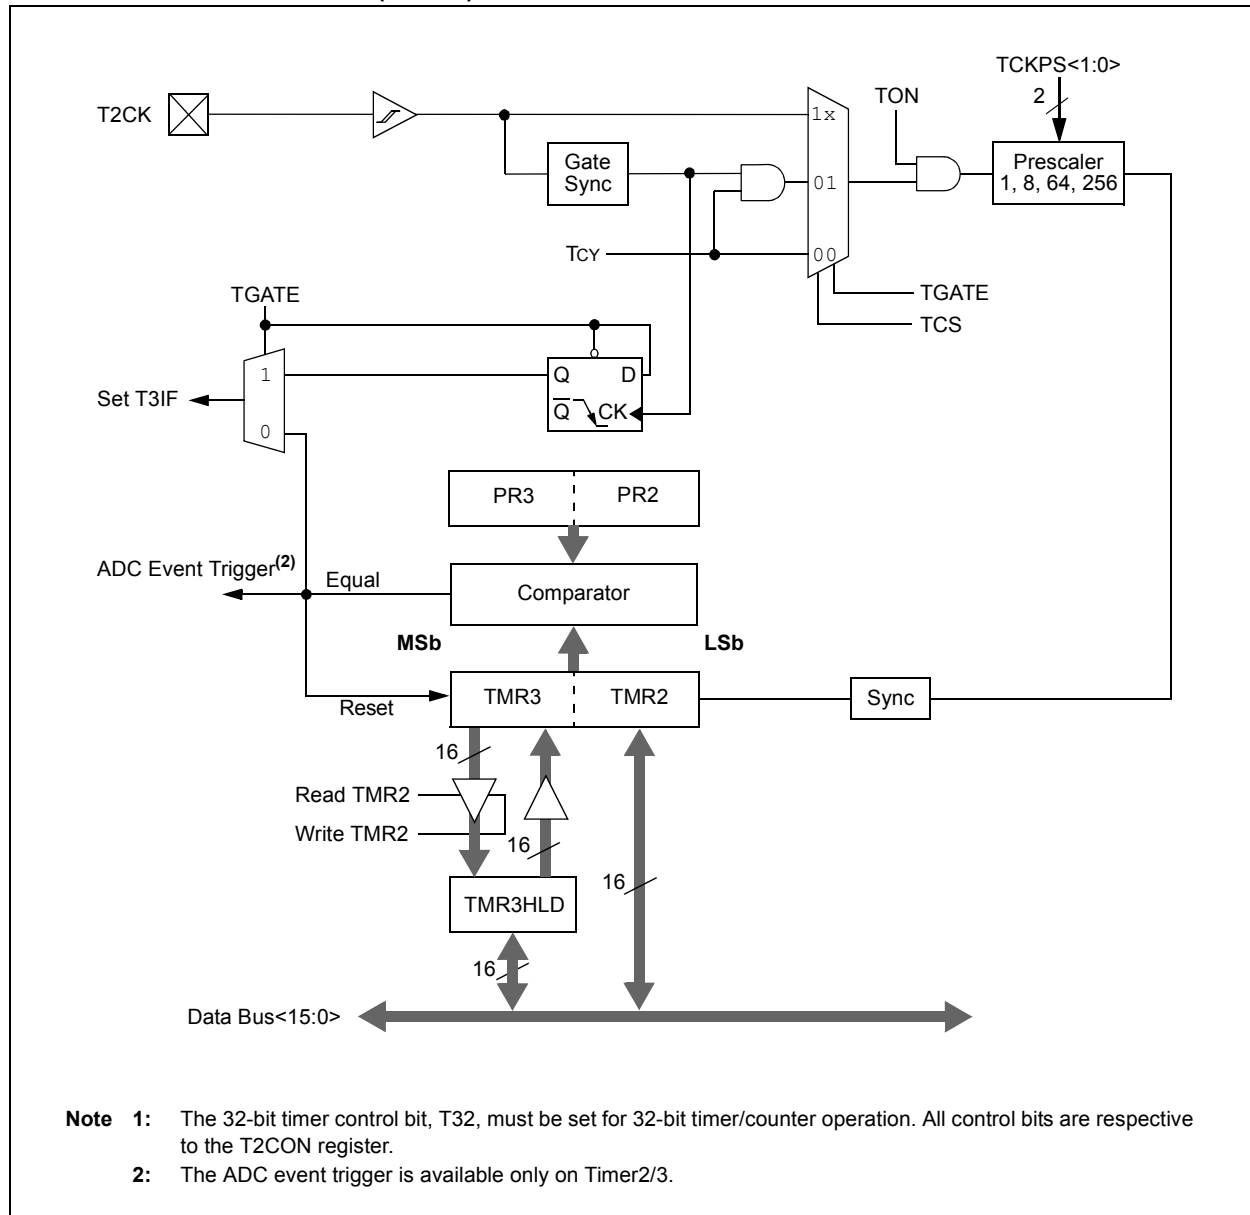 TCKPS<1:0>
2
T2CK
TON
1x
Gate
Sync
01
Prescaler
1, 8, 64, 256
TCY
00
TGATE
TCS
TGATE
1
Q D
Set T3IF
Q CK
0
PR3 PR2
ADC Event Trigger(2)
Equal
Comparator
MSb LSb
TMR3 TMR2
Sync
Reset
16
Read TMR2
Write TMR2
16
16
TMR3HLD
16
Data Bus<15:0>
Note 1: The 32-bit timer control bit, T32, must be set for 32-bit timer/counter operation. All control bits are respective
to the T2CON register.
2: The ADC event trigger is available only on Timer2/3.